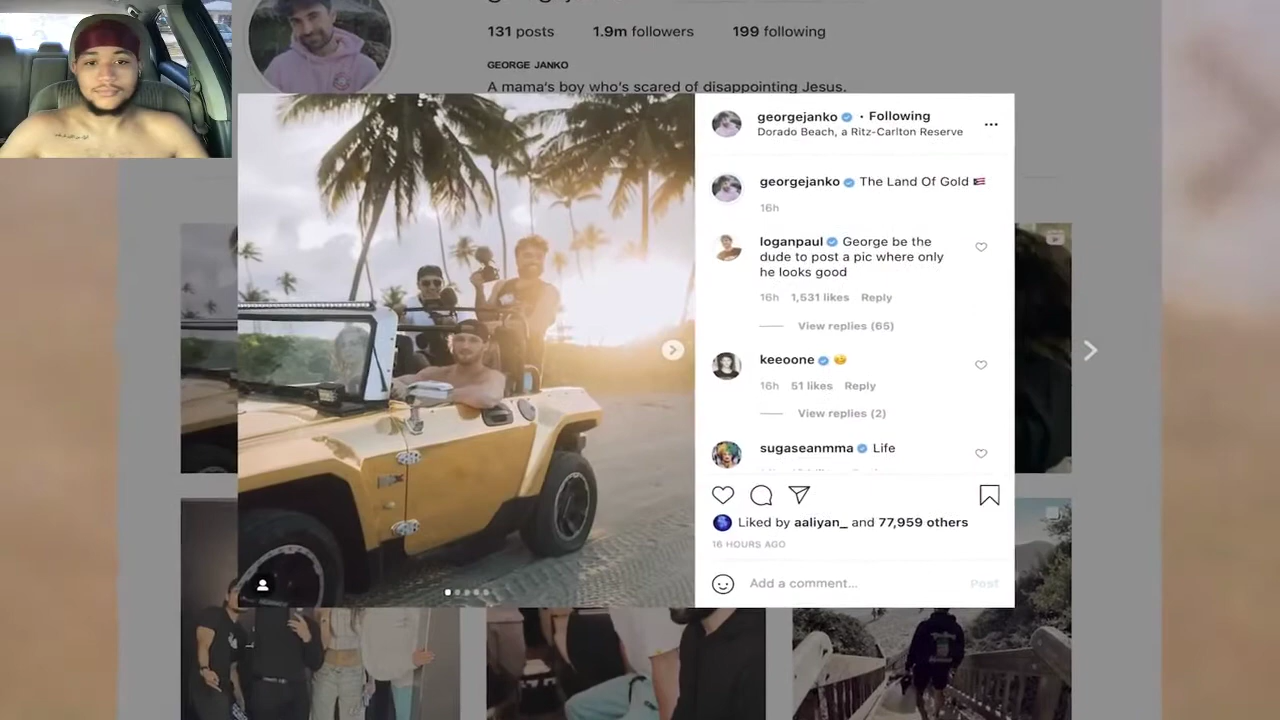 131 posts 1.9m followers 199 following
GEORGE JANKO
A mama's boy who's scared of disappointing Jesus.
georgejanko • Following
Dorado Beach, a Ritz-Carlton Reserve
georgejanko The Land Of Gold 🇵🇷
16h
loganpaul George be the
dude to post a pic where only
he looks good
16h 1,531 likes Reply
View replies (65)
keeoone 🥴
16h 51 likes Reply
View replies (2)
sugaseanmma Life
Liked by aaliyan_ and 77,959 others
16 HOURS AGO
Add a comment... Post